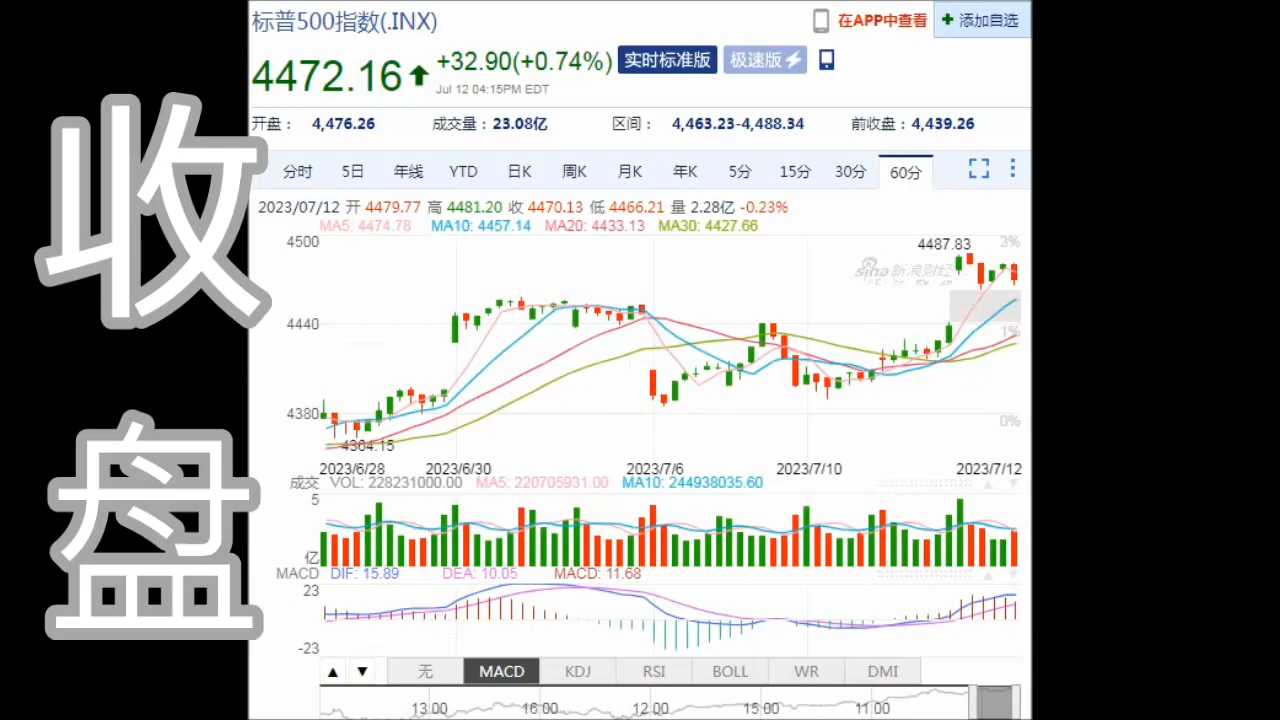 收
盘
标普500指数(.INX)
在APP中查看
+ 添加自选
4472.16
+32.90(+0.74%)
实时标准版
极速版
Jul 12 04:15PM EDT
开盘: 4,476.26
成交量: 23.08亿
区间: 4,463.23-4,488.34
前收盘: 4,439.26
分时 5日 年线 YTD 日K 周K 月K 年K 5分 15分 30分 60分
2023/07/12 开 4479.77 高 4481.20 收 4470.13 低 4466.21 量 2.28亿 -0.23%
MA5: 4474.78 MA10: 4457.14 MA20: 4433.13 MA30: 4427.66
4500
4487.83
3%
sina 新浪财经
4440
1%
4380
0%
4364.15
2023/6/28 2023/6/30 2023/7/6 2023/7/10 2023/7/12
成交 VOL: 228231000.00 MA5: 220705931.00 MA10: 244938035.60
5
亿
MACD DIF: 15.89 DEA: 10.05 MACD: 11.68
23
-23
▲ ▼ 无 MACD KDJ RSI BOLL WR DMI
13:00 16:00 12:00 15:00 11:00